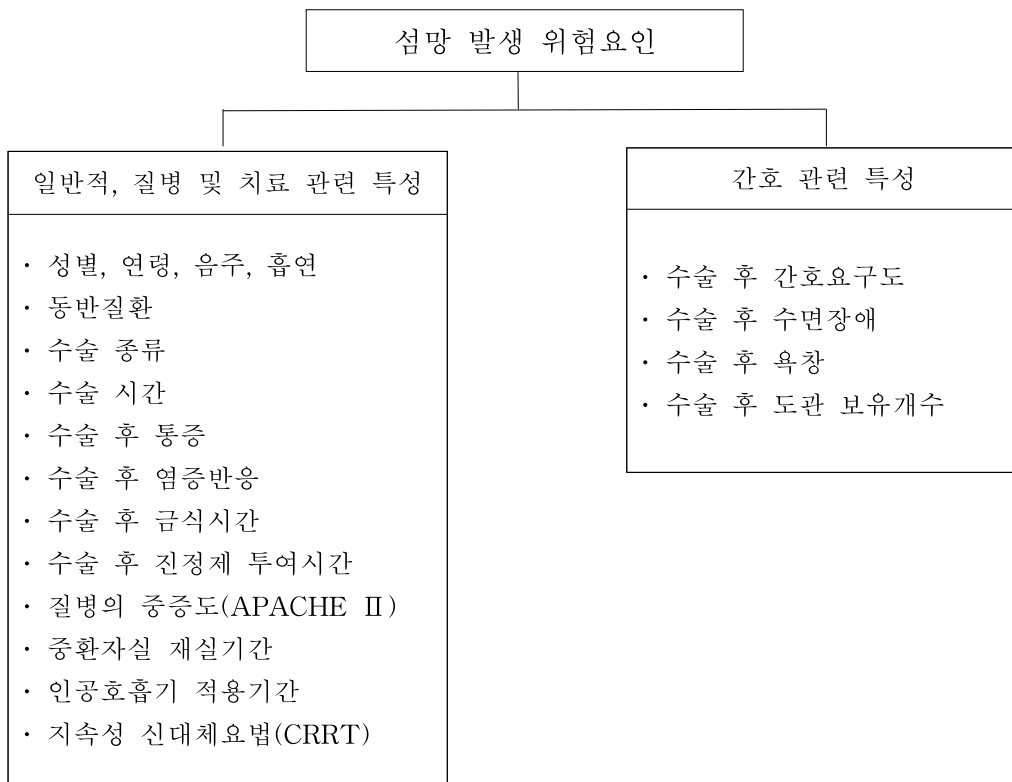 섬망 발생 위험요인
일반적, 질병 및 치료 관련 특성
· 성별, 연령, 음주, 흡연
· 동반질환
· 수술 종류
· 수술 시간
· 수술 후 통증
· 수술 후 염증반응
· 수술 후 금식시간
· 수술 후 진정제 투여시간
· 질병의 중증도(APACHE Ⅱ)
· 중환자실 재실기간
· 인공호흡기 적용기간
· 지속성 신대체요법(CRRT)
간호 관련 특성
· 수술 후 간호요구도
· 수술 후 수면장애
· 수술 후 욕창
· 수술 후 도관 보유개수